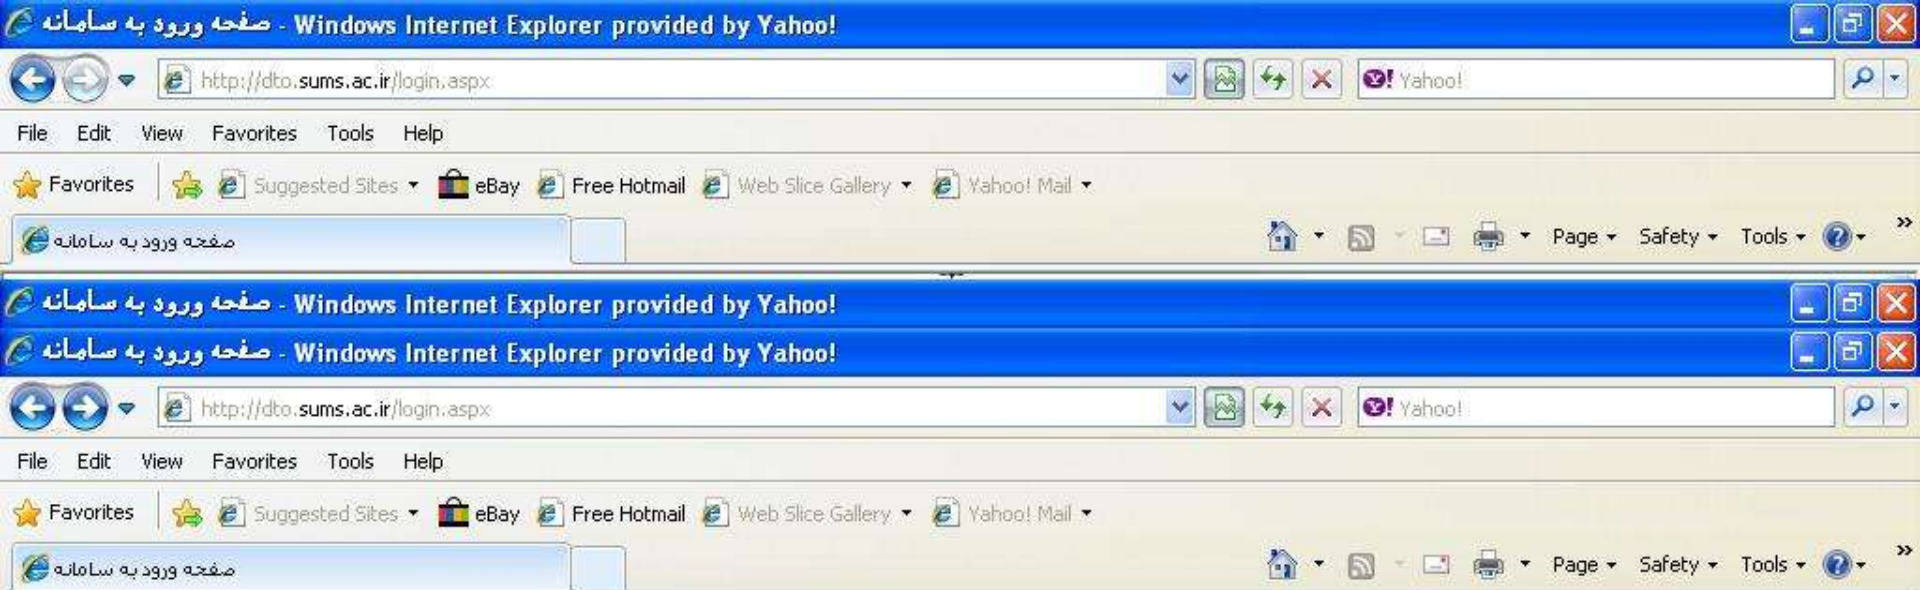 صفحه ورود به سامانه - Windows Internet Explorer provided by Yahoo!
http://dto.sums.ac.ir/login.aspx Yahoo!
File Edit View Favorites Tools Help
Favorites Suggested Sites eBay Free Hotmail Web Slice Gallery Yahoo! Mail
صفحه ورود به سامانه Page Safety Tools »
صفحه ورود به سامانه - Windows Internet Explorer provided by Yahoo!
صفحه ورود به سامانه - Windows Internet Explorer provided by Yahoo!
http://dto.sums.ac.ir/login.aspx Yahoo!
File Edit View Favorites Tools Help
Favorites Suggested Sites eBay Free Hotmail Web Slice Gallery Yahoo! Mail
صفحه ورود به سامانه Page Safety Tools »